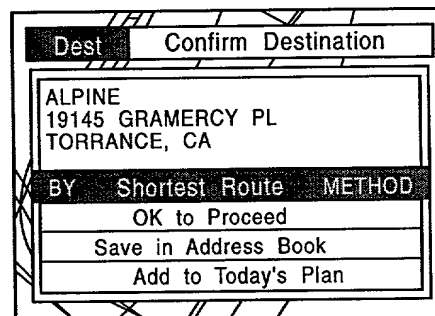 Dest Confirm Destination
ALPINE
19145 GRAMERCY PL
TORRANCE, CA
BY Shortest Route METHOD
OK to Proceed
Save in Address Book
Add to Today's Plan